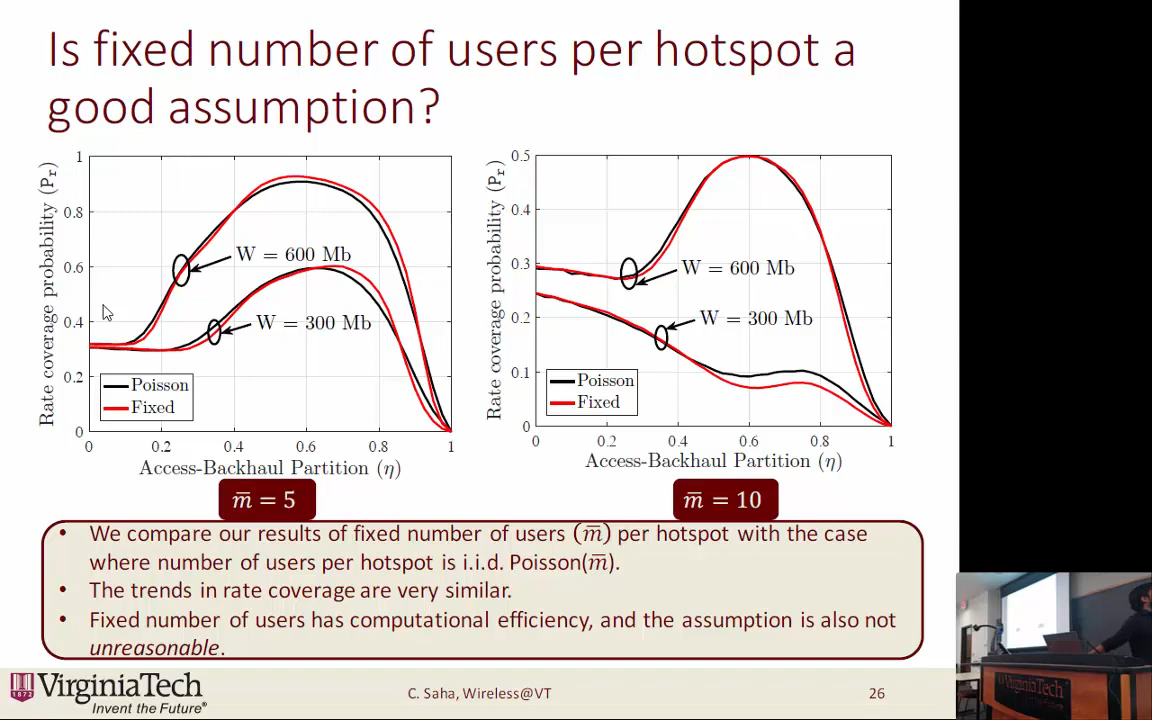 Is fixed number of users per hotspot a
good assumption?
Rate coverage probability (Pr)
1
0.8
0.6
0.4
0.2
0
W = 600 Mb
W = 300 Mb
Poisson
Fixed
0 0.2 0.4 0.6 0.8 1
Access-Backhaul Partition (η)
m̅ = 5
Rate coverage probability (Pr)
0.5
0.4
0.3
0.2
0.1
0
W = 600 Mb
W = 300 Mb
Poisson
Fixed
0 0.2 0.4 0.6 0.8 1
Access-Backhaul Partition (η)
m̅ = 10
• We compare our results of fixed number of users (m̅) per hotspot with the case
where number of users per hotspot is i.i.d. Poisson(m̅).
• The trends in rate coverage are very similar.
• Fixed number of users has computational efficiency, and the assumption is also not
unreasonable.
1872
VirginiaTech
Invent the Future®
C. Saha, Wireless@VT
26
VirginiaTech